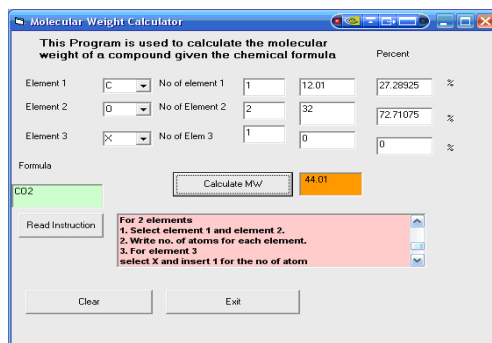 Molecular Weight Calculator
This Program is used to calculate the molecular
weight of a compound given the chemical formula
Percent
Element 1 C No of element 1 1 12.01 27.28925 %
Element 2 O No of Element 2 2 32 72.71075 %
Element 3 X No of Elem 3 1 0 0 %
Formula
Calculate MW 44.01
CO2
Read Instruction
For 2 elements
1. Select element 1 and element 2.
2. Write no. of atoms for each element.
3. For element 3
select X and insert 1 for the no of atom
Clear Exit